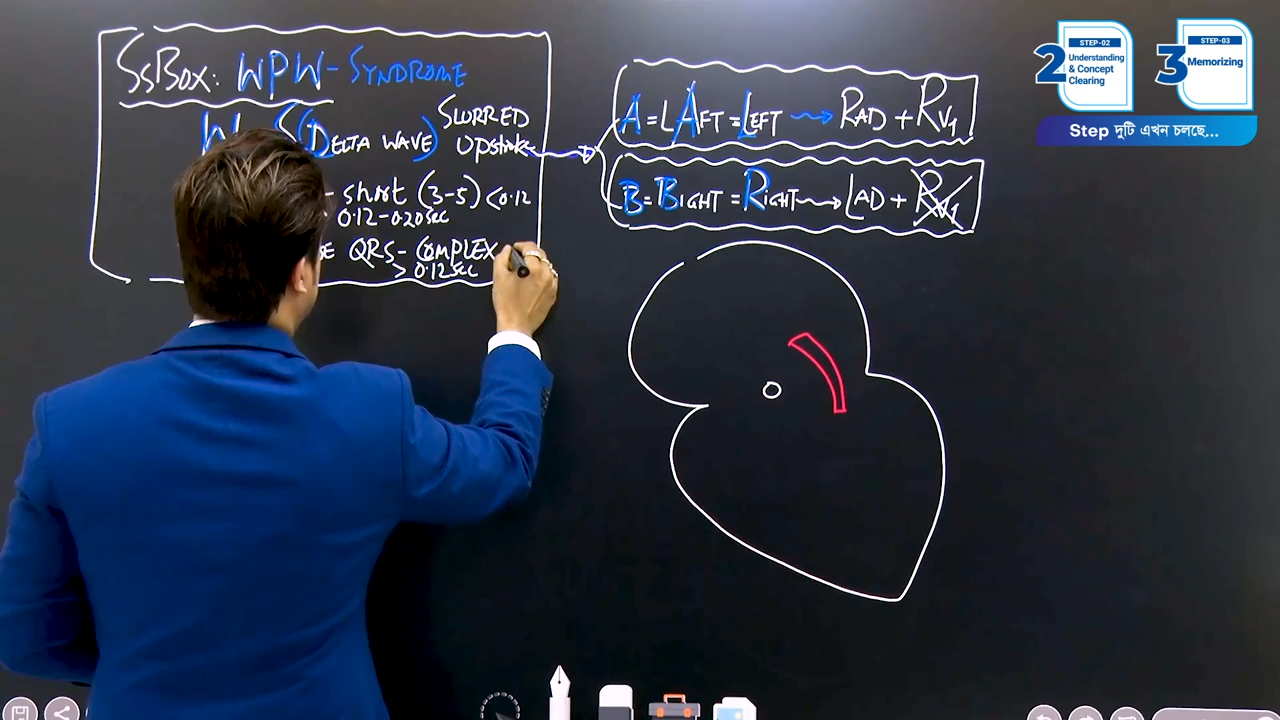 SsBox: WPW-SYNDROME
(DELTA WAVE) SLURRED
Upstroke
- short (3-5) <0.12
0.12-0.20sec
QRS-COMPLEX
> 0.12sec
A = LAFT = LEFT → RAD + RV1
B = BIGHT = RIGHT → LAD + RV1
STEP-02
2 Understanding
& Concept
Clearing
STEP-03
3 Memorizing
Step দুটি এখন চলছে...